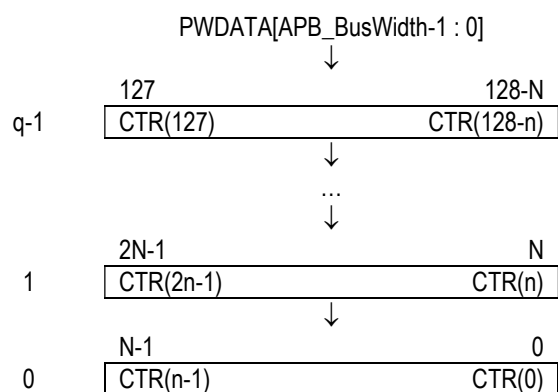 PWDATA[APB_BusWidth-1 : 0]
↓
127 128-N
q-1 CTR(127) CTR(128-n)
↓
…
↓
2N-1 N
1 CTR(2n-1) CTR(n)
↓
N-1 0
0 CTR(n-1) CTR(0)